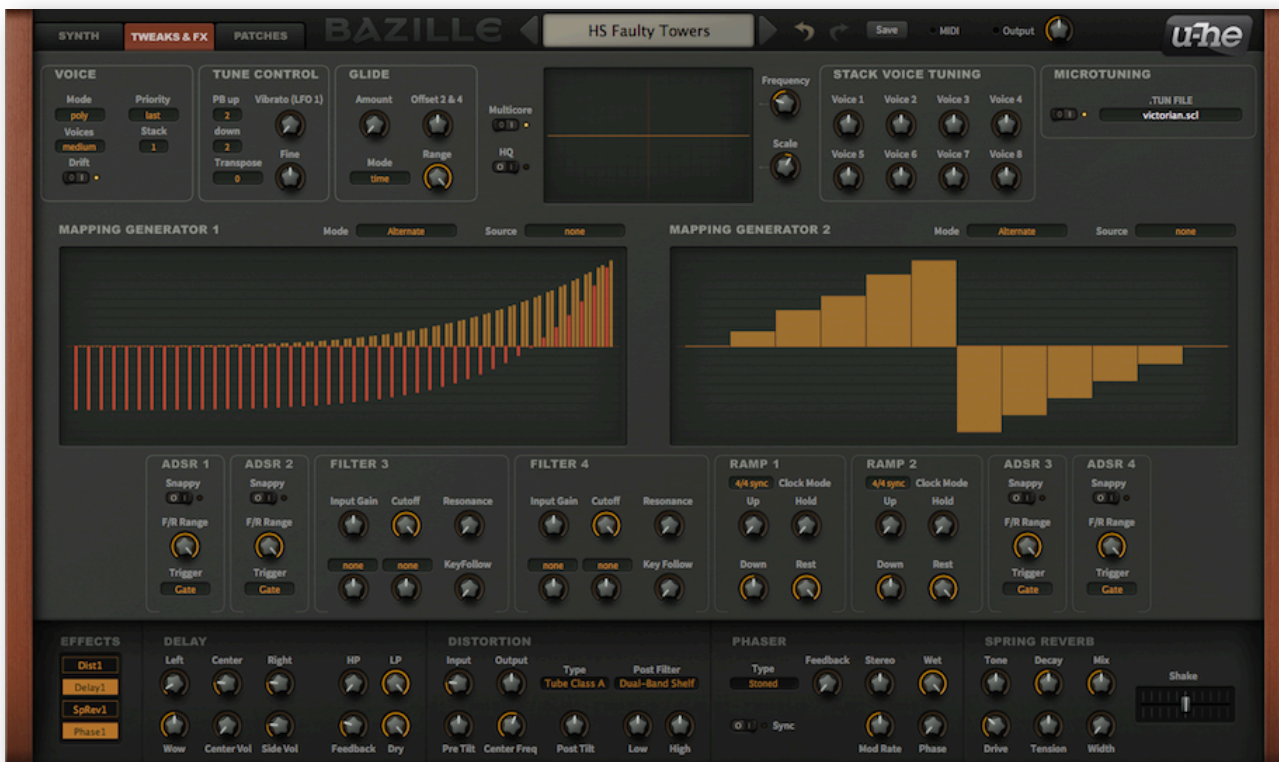 SYNTH TWEAKS & FX PATCHES BAZILLE HS Faulty Towers Save MIDI Output u-he
VOICE TUNE CONTROL GLIDE STACK VOICE TUNING MICROTUNING
Mode Priority PB up Vibrato (LFO 1) Amount Offset 2 & 4 Multicore Frequency Voice 1 Voice 2 Voice 3 Voice 4 .TUN FILE
poly last 2 victorian.scl
Voices Stack down
medium 1 2
Drift Transpose Fine Mode Range HQ Scale Voice 5 Voice 6 Voice 7 Voice 8
0 time
MAPPING GENERATOR 1 Mode Alternate Source none MAPPING GENERATOR 2 Mode Alternate Source none
ADSR 1 ADSR 2 FILTER 3 FILTER 4 RAMP 1 RAMP 2 ADSR 3 ADSR 4
Snappy Snappy 4/4 sync Clock Mode 4/4 sync Clock Mode Snappy Snappy
Input Gain Cutoff Resonance Input Gain Cutoff Resonance Up Hold Up Hold
F/R Range F/R Range F/R Range F/R Range
none none KeyFollow none none Key Follow Down Rest Down Rest
Trigger Trigger Trigger Trigger
Gate Gate Gate Gate
EFFECTS DELAY DISTORTION PHASER SPRING REVERB
Dist1 Left Center Right HP LP Input Output Type Post Filter Type Feedback Stereo Wet Tone Decay Mix Shake
Delay1 Tube Class A Dual-Band Shelf Stoned
SpRev1
Phase1 Sync
Wow Center Vol Side Vol Feedback Dry Pre Tilt Center Freq Post Tilt Low High Mod Rate Phase Drive Tension Width